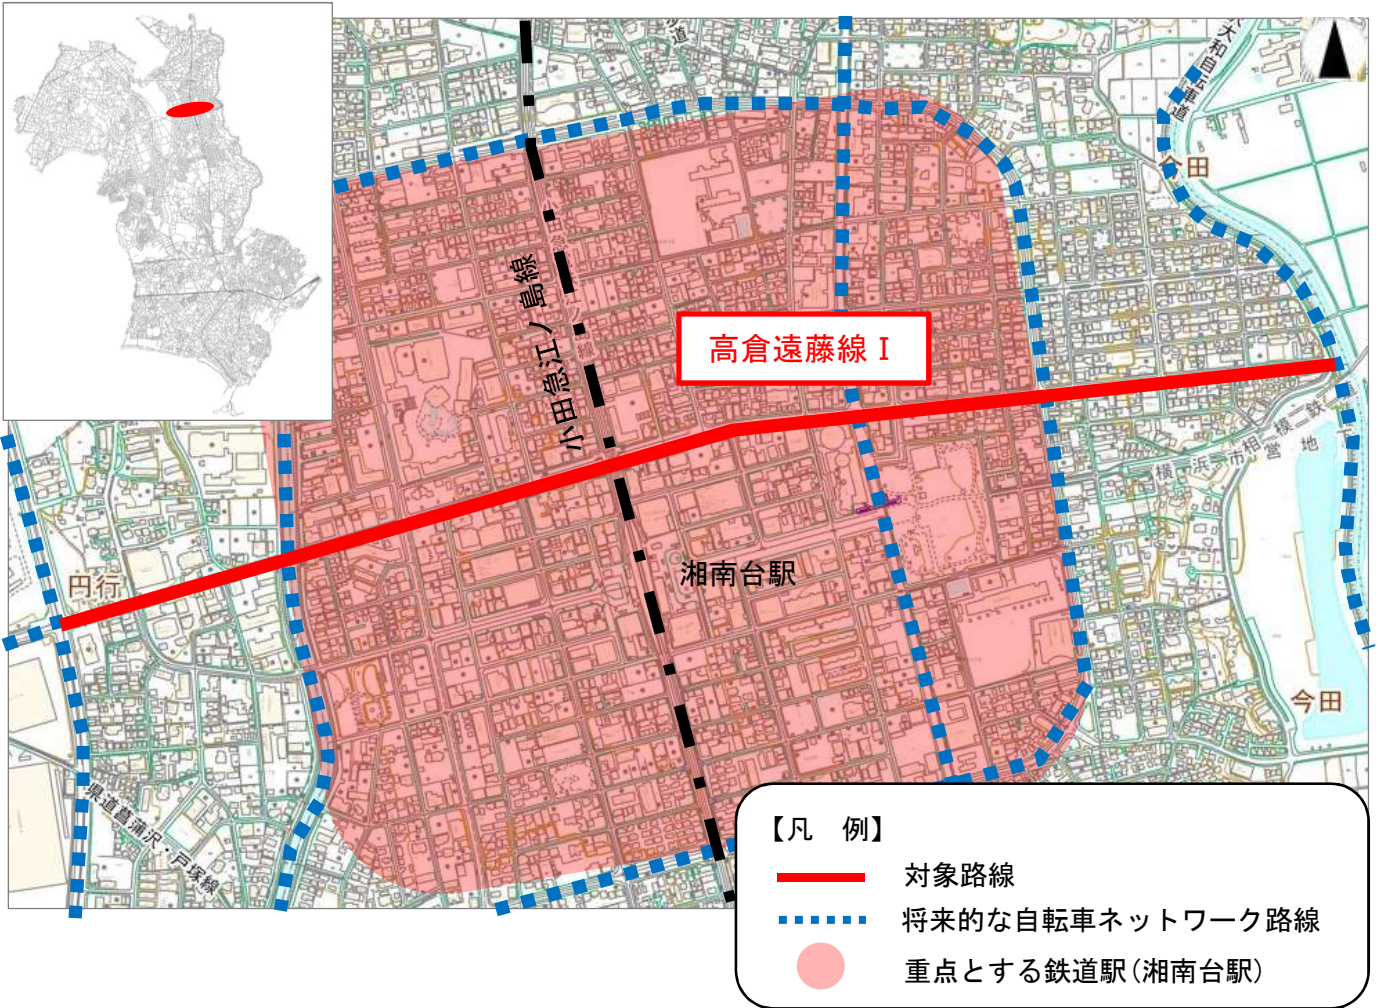 道
大和自転車道
今田
小田急江ノ島線
高倉遠藤線 I
横浜市営地
相模鉄
円行
湘南台駅
今田
県道菖蒲沢・戸塚線
【凡　例】
対象路線
将来的な自転車ネットワーク路線
重点とする鉄道駅(湘南台駅)